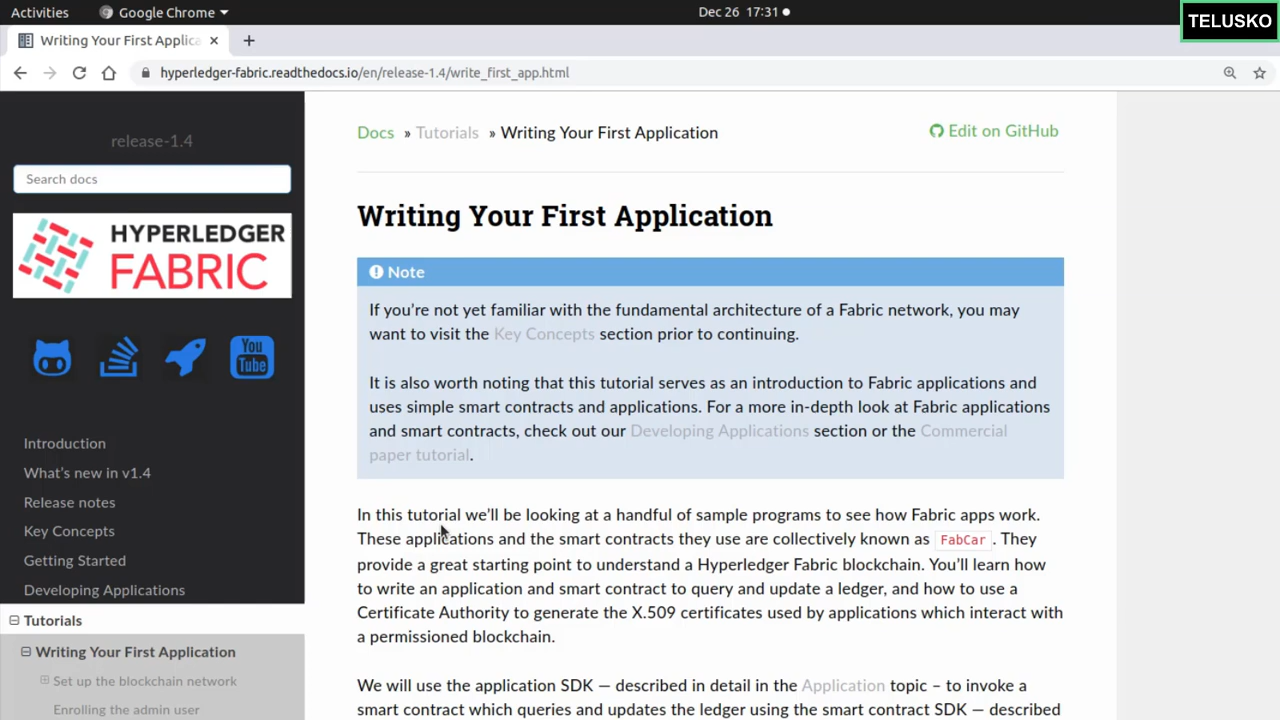 Activities
Google Chrome
Dec 26 17:31
TELUSKO
Writing Your First Applica
hyperledger-fabric.readthedocs.io/en/release-1.4/write_first_app.html
release-1.4
Search docs
HYPERLEDGER
FABRIC
You
Tube
Introduction
What's new in v1.4
Release notes
Key Concepts
Getting Started
Developing Applications
Tutorials
Writing Your First Application
Set up the blockchain network
Enrolling the admin user
Docs » Tutorials » Writing Your First Application
Edit on GitHub
Writing Your First Application
Note
If you're not yet familiar with the fundamental architecture of a Fabric network, you may
want to visit the Key Concepts section prior to continuing.
It is also worth noting that this tutorial serves as an introduction to Fabric applications and
uses simple smart contracts and applications. For a more in-depth look at Fabric applications
and smart contracts, check out our Developing Applications section or the Commercial
paper tutorial.
In this tutorial we'll be looking at a handful of sample programs to see how Fabric apps work.
These applications and the smart contracts they use are collectively known as FabCar . They
provide a great starting point to understand a Hyperledger Fabric blockchain. You'll learn how
to write an application and smart contract to query and update a ledger, and how to use a
Certificate Authority to generate the X.509 certificates used by applications which interact with
a permissioned blockchain.
We will use the application SDK — described in detail in the Application topic – to invoke a
smart contract which queries and updates the ledger using the smart contract SDK — described